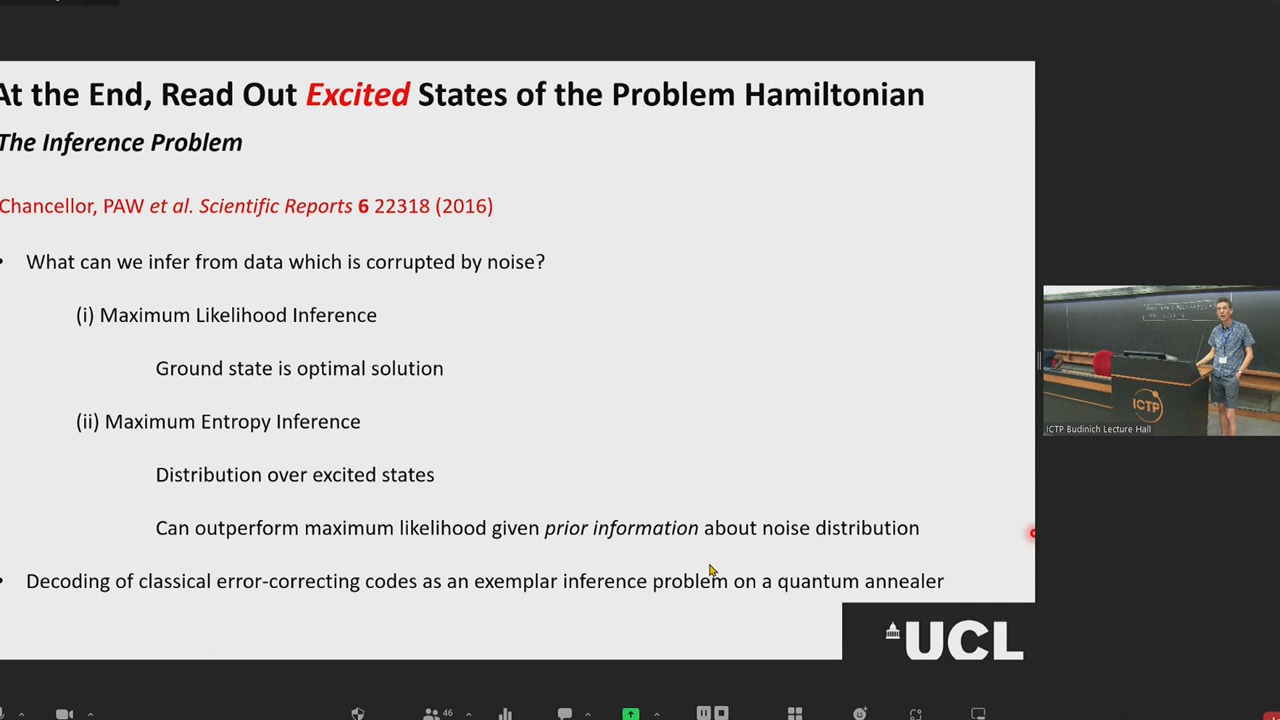 At the End, Read Out Excited States of the Problem Hamiltonian
The Inference Problem
Chancellor, PAW et al. Scientific Reports 6 22318 (2016)
• What can we infer from data which is corrupted by noise?
(i) Maximum Likelihood Inference
Ground state is optimal solution
(ii) Maximum Entropy Inference
Distribution over excited states
Can outperform maximum likelihood given prior information about noise distribution
• Decoding of classical error-correcting codes as an exemplar inference problem on a quantum annealer
UCL
ICTP
ICTP Budinich Lecture Hall
46